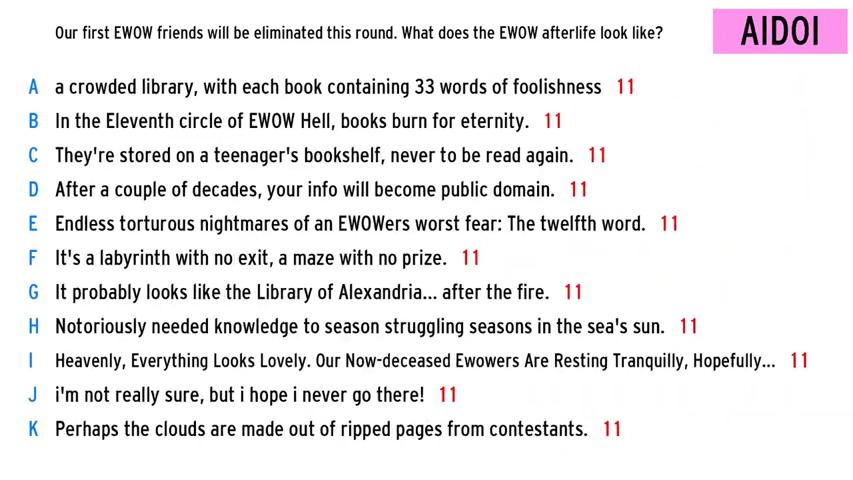 Our first EWOW friends will be eliminated this round. What does the EWOW afterlife look like?
AIDOI
A a crowded library, with each book containing 33 words of foolishness 11
B In the Eleventh circle of EWOW Hell, books burn for eternity. 11
C They're stored on a teenager's bookshelf, never to be read again. 11
D After a couple of decades, your info will become public domain. 11
E Endless torturous nightmares of an EWOWers worst fear: The twelfth word. 11
F It's a labyrinth with no exit, a maze with no prize. 11
G It probably looks like the Library of Alexandria... after the fire. 11
H Notoriously needed knowledge to season struggling seasons in the sea's sun. 11
I Heavenly, Everything Looks Lovely. Our Now-deceased Ewowers Are Resting Tranquilly, Hopefully... 11
J i'm not really sure, but i hope i never go there! 11
K Perhaps the clouds are made out of ripped pages from contestants. 11